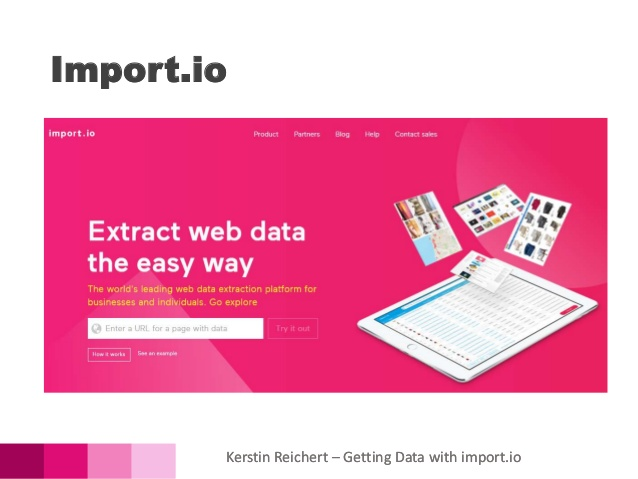 Import.io
import.io
Product Partners Blog Help Contact sales
Extract web data
the easy way
The world's leading web data extraction platform for
businesses and individuals. Go explore
Enter a URL for a page with data
Try it out
How it works
See an example
Kerstin Reichert – Getting Data with import.io